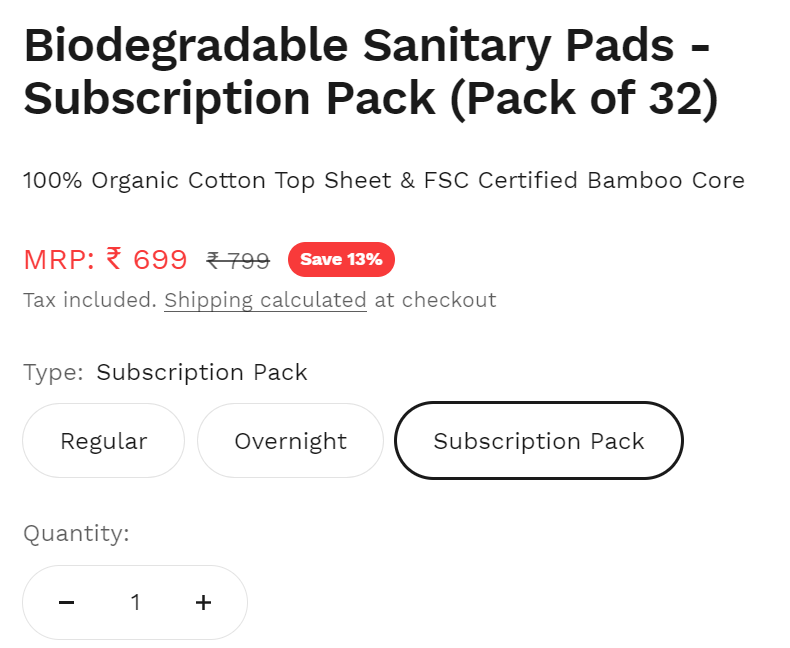 Biodegradable Sanitary Pads -
Subscription Pack (Pack of 32)
100% Organic Cotton Top Sheet & FSC Certified Bamboo Core
MRP: ₹ 699 ₹ 799 Save 13%
Tax included. Shipping calculated at checkout
Type: Subscription Pack
Regular Overnight Subscription Pack
Quantity:
− 1 +